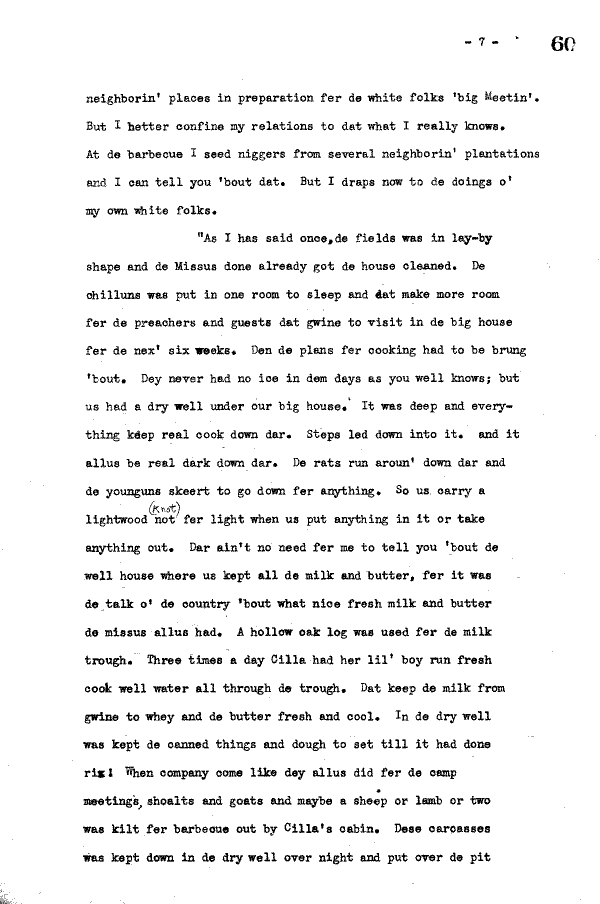 - 7 - 60
neighborin' places in preparation fer de white folks 'big Meetin'.
But I better confine my relations to dat what I really knows.
At de barbecue I seed niggers from several neighborin' plantations
and I can tell you 'bout dat. But I draps now to de doings o'
my own white folks.
"As I has said once,de fields was in lay-by
shape and de Missus done already got de house cleaned. De
chilluns was put in one room to sleep and dat make more room
fer de preachers and guests dat gwine to visit in de big house
fer de nex' six weeks. Den de plans fer cooking had to be brung
'bout. Dey never had no ice in dem days as you well knows; but
us had a dry well under our big house. It was deep and every-
thing keep real cook down dar. Steps led down into it. and it
allus be real dark down dar. De rats run aroun' down dar and
de younguns skeert to go down fer anything. So us carry a
(Knot)
lightwood not fer light when us put anything in it or take
anything out. Dar ain't no need fer me to tell you 'bout de
well house where us kept all de milk and butter, fer it was
de talk o' de country 'bout what nice fresh milk and butter
de missus allus had. A hollow oak log was used fer de milk
trough. Three times a day Cilla had her lil' boy run fresh
cook well water all through de trough. Dat keep de milk from
gwine to whey and de butter fresh and cool. In de dry well
was kept de canned things and dough to set till it had done
riz! When company come like dey allus did fer de camp
meetings, shoalts and goats and maybe a sheep or lamb or two
was kilt fer barbecue out by Cilla's cabin. Dese carcasses
was kept down in de dry well over night and put over de pit